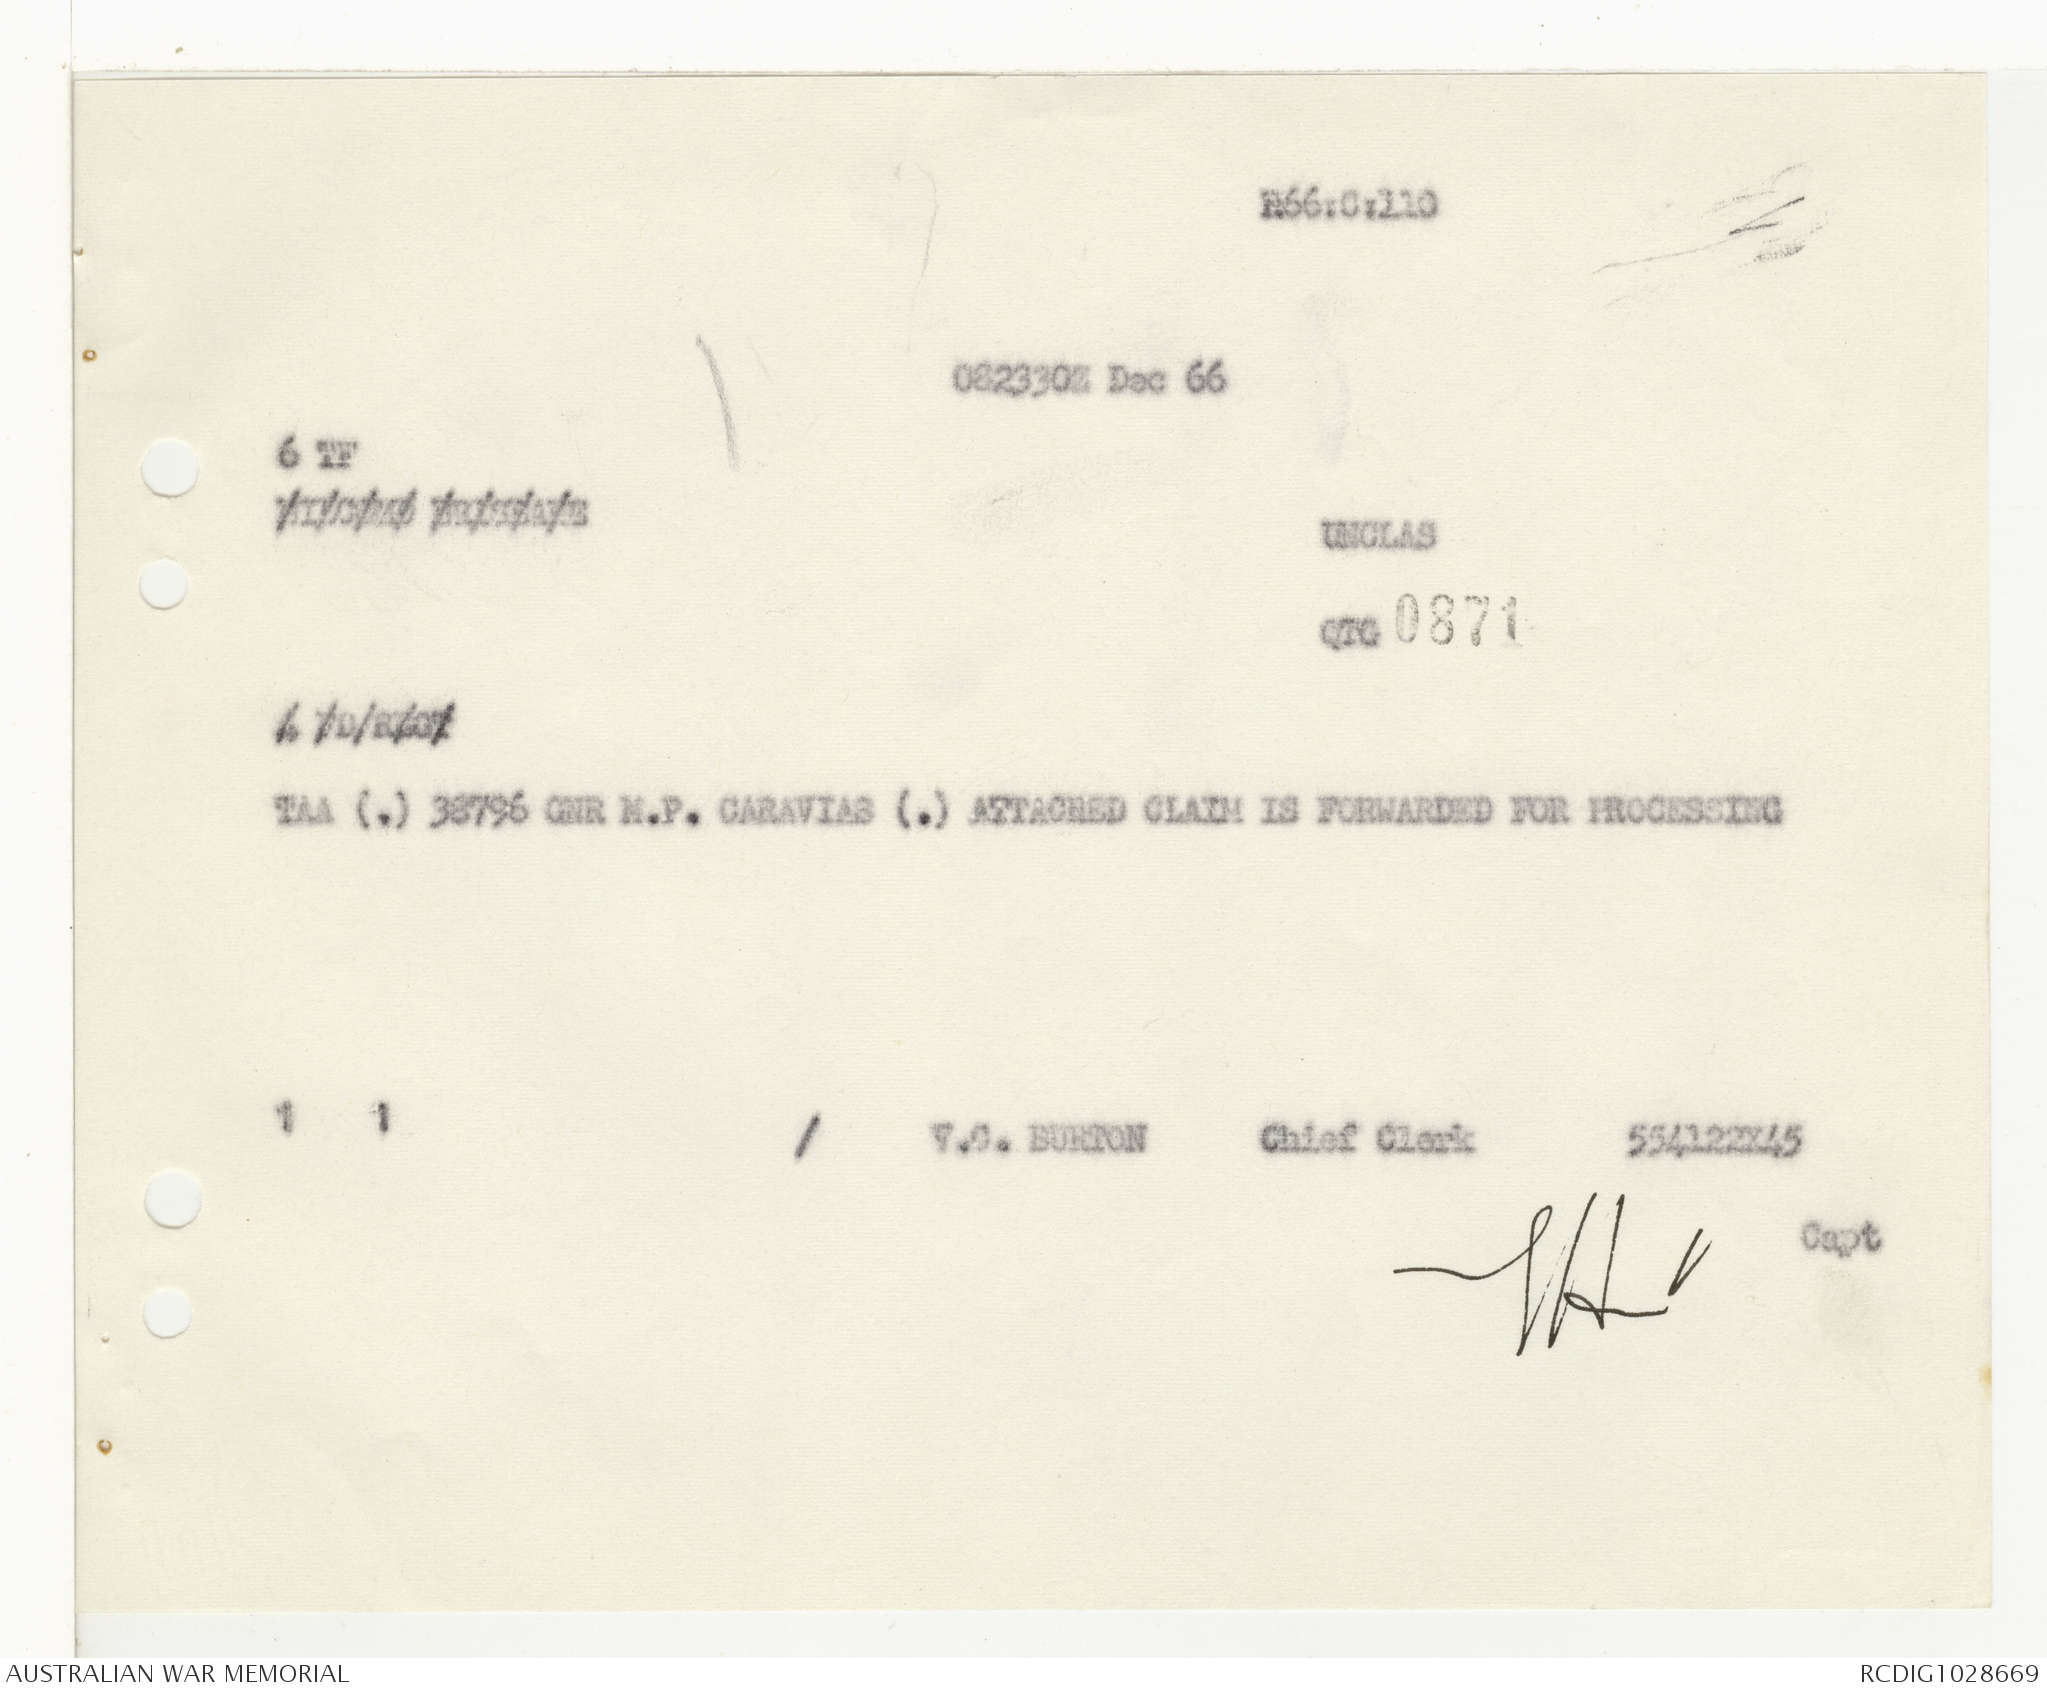 R66:C:110
082330Z Dec 66
6 TF
UNCLAS
QTG 0871
TAA (.) 38796 GNR M.P. CARAVIAS (.) ATTACHED CLAIM IS FORWARDED FOR PROCESSING
1 1 / V.C. BURTON Chief Clerk 554122X45
Capt
AUSTRALIAN WAR MEMORIAL RCDIG1028669